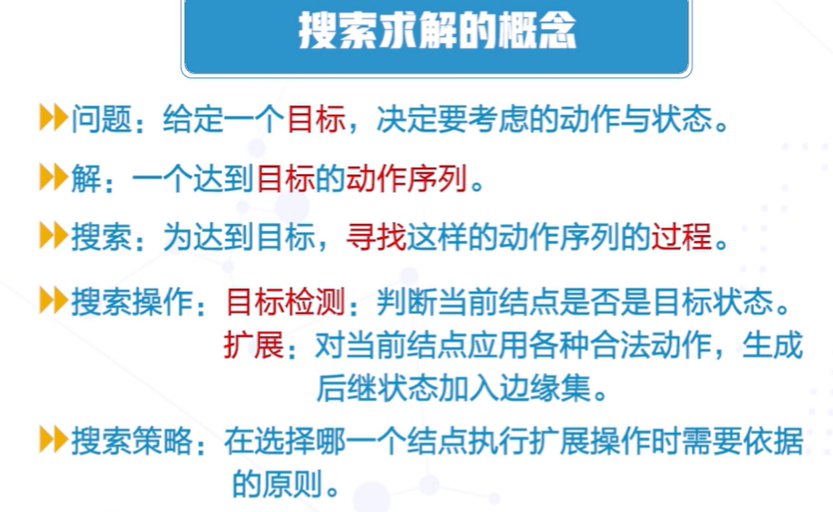 搜索求解的概念
问题：给定一个目标，决定要考虑的动作与状态。
解：一个达到目标的动作序列。
搜索：为达到目标，寻找这样的动作序列的过程。
搜索操作：目标检测：判断当前结点是否是目标状态。
扩展：对当前结点应用各种合法动作，生成
后继状态加入边缘集。
搜索策略：在选择哪一个结点执行扩展操作时需要依据
的原则。